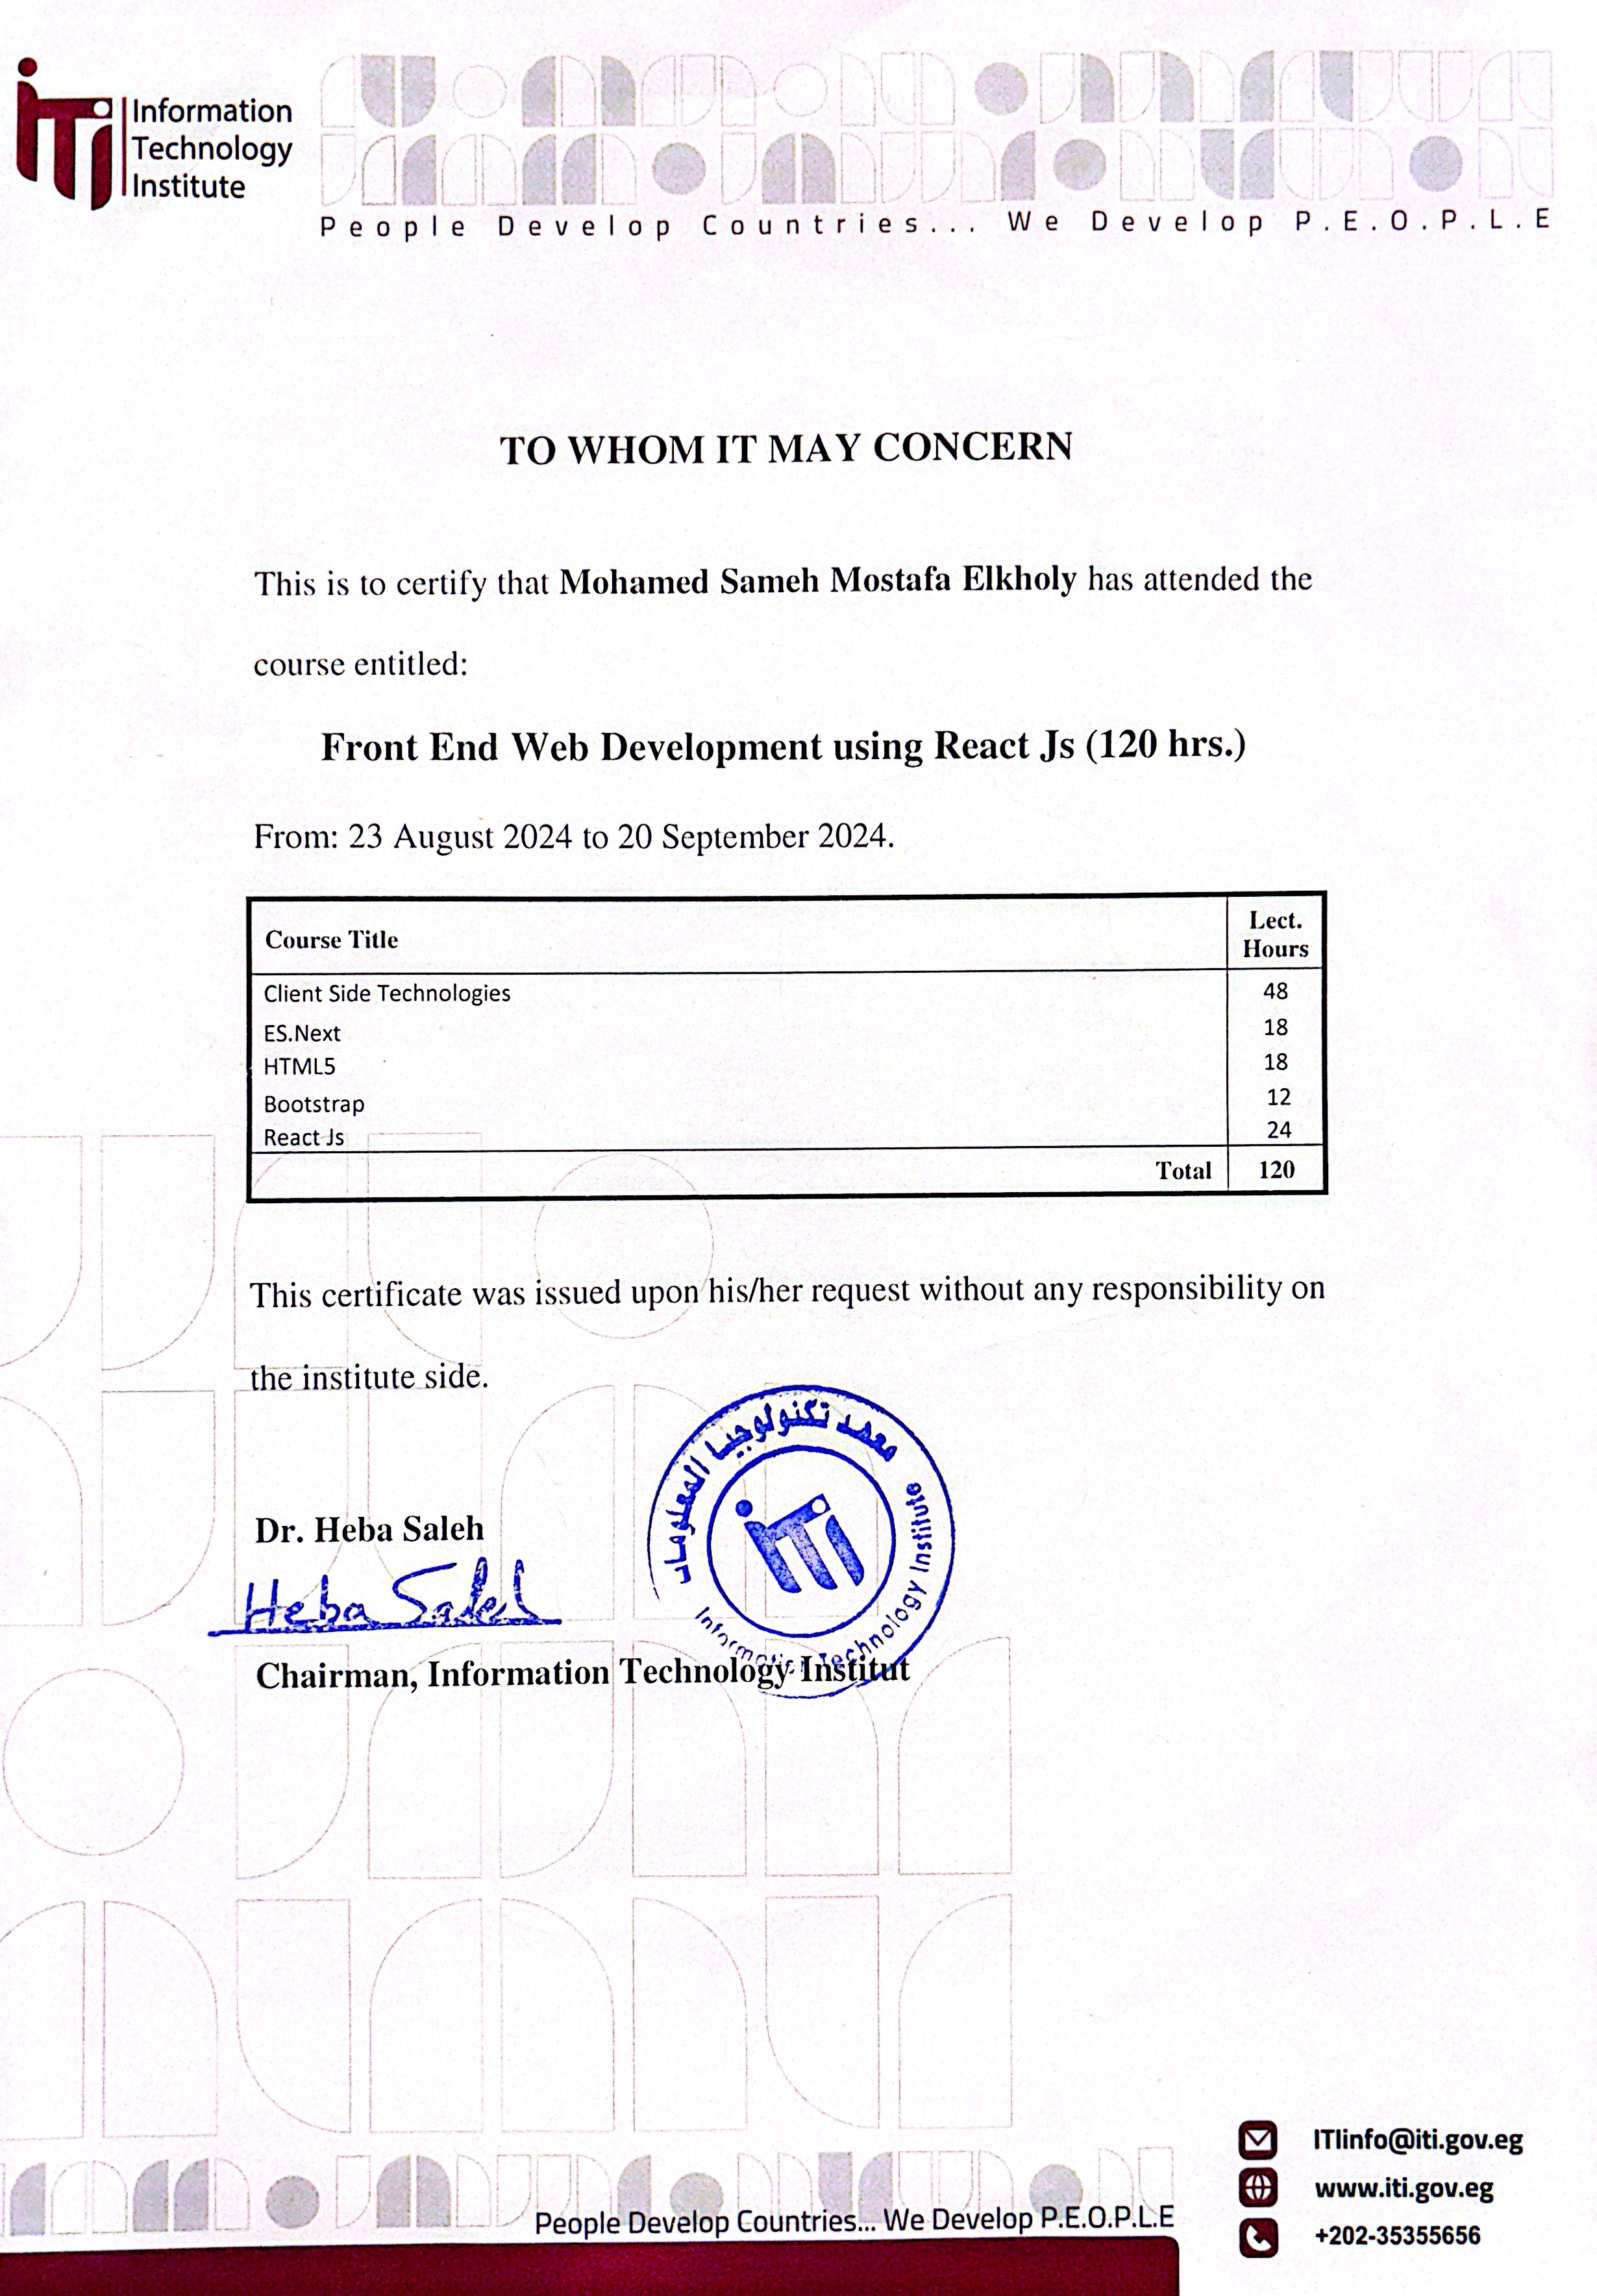 iTi Information
Technology
Institute
People Develop Countries... We Develop P.E.O.P.L.E
TO WHOM IT MAY CONCERN
This is to certify that Mohamed Sameh Mostafa Elkholy has attended the
course entitled:
Front End Web Development using React Js (120 hrs.)
From: 23 August 2024 to 20 September 2024.
Course Title Lect. Hours
Client Side Technologies 48
ES.Next 18
HTML5 18
Bootstrap 12
React Js 24
Total 120
This certificate was issued upon his/her request without any responsibility on
the institute side.
معهد تكنولوجيا المعلومات
iTi
Information Technology Institute
Dr. Heba Saleh
Heba Saleh
Chairman, Information Technology Institut
ITIinfo@iti.gov.eg
www.iti.gov.eg
+202-35355656
People Develop Countries... We Develop P.E.O.P.L.E